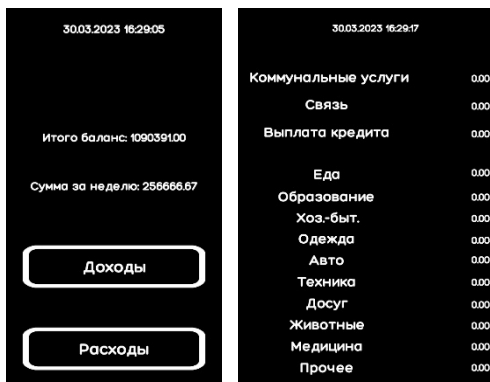 30.03.2023 16:29:05
Итого баланс: 1090391.00
Сумма за неделю: 256666.67
Доходы
Расходы
30.03.2023 16:29:17
Коммунальные услуги 0.00
Связь 0.00
Выплата кредита 0.00
Еда 0.00
Образование 0.00
Хоз.-быт. 0.00
Одежда 0.00
Авто 0.00
Техника 0.00
Досуг 0.00
Животные 0.00
Медицина 0.00
Прочее 0.00